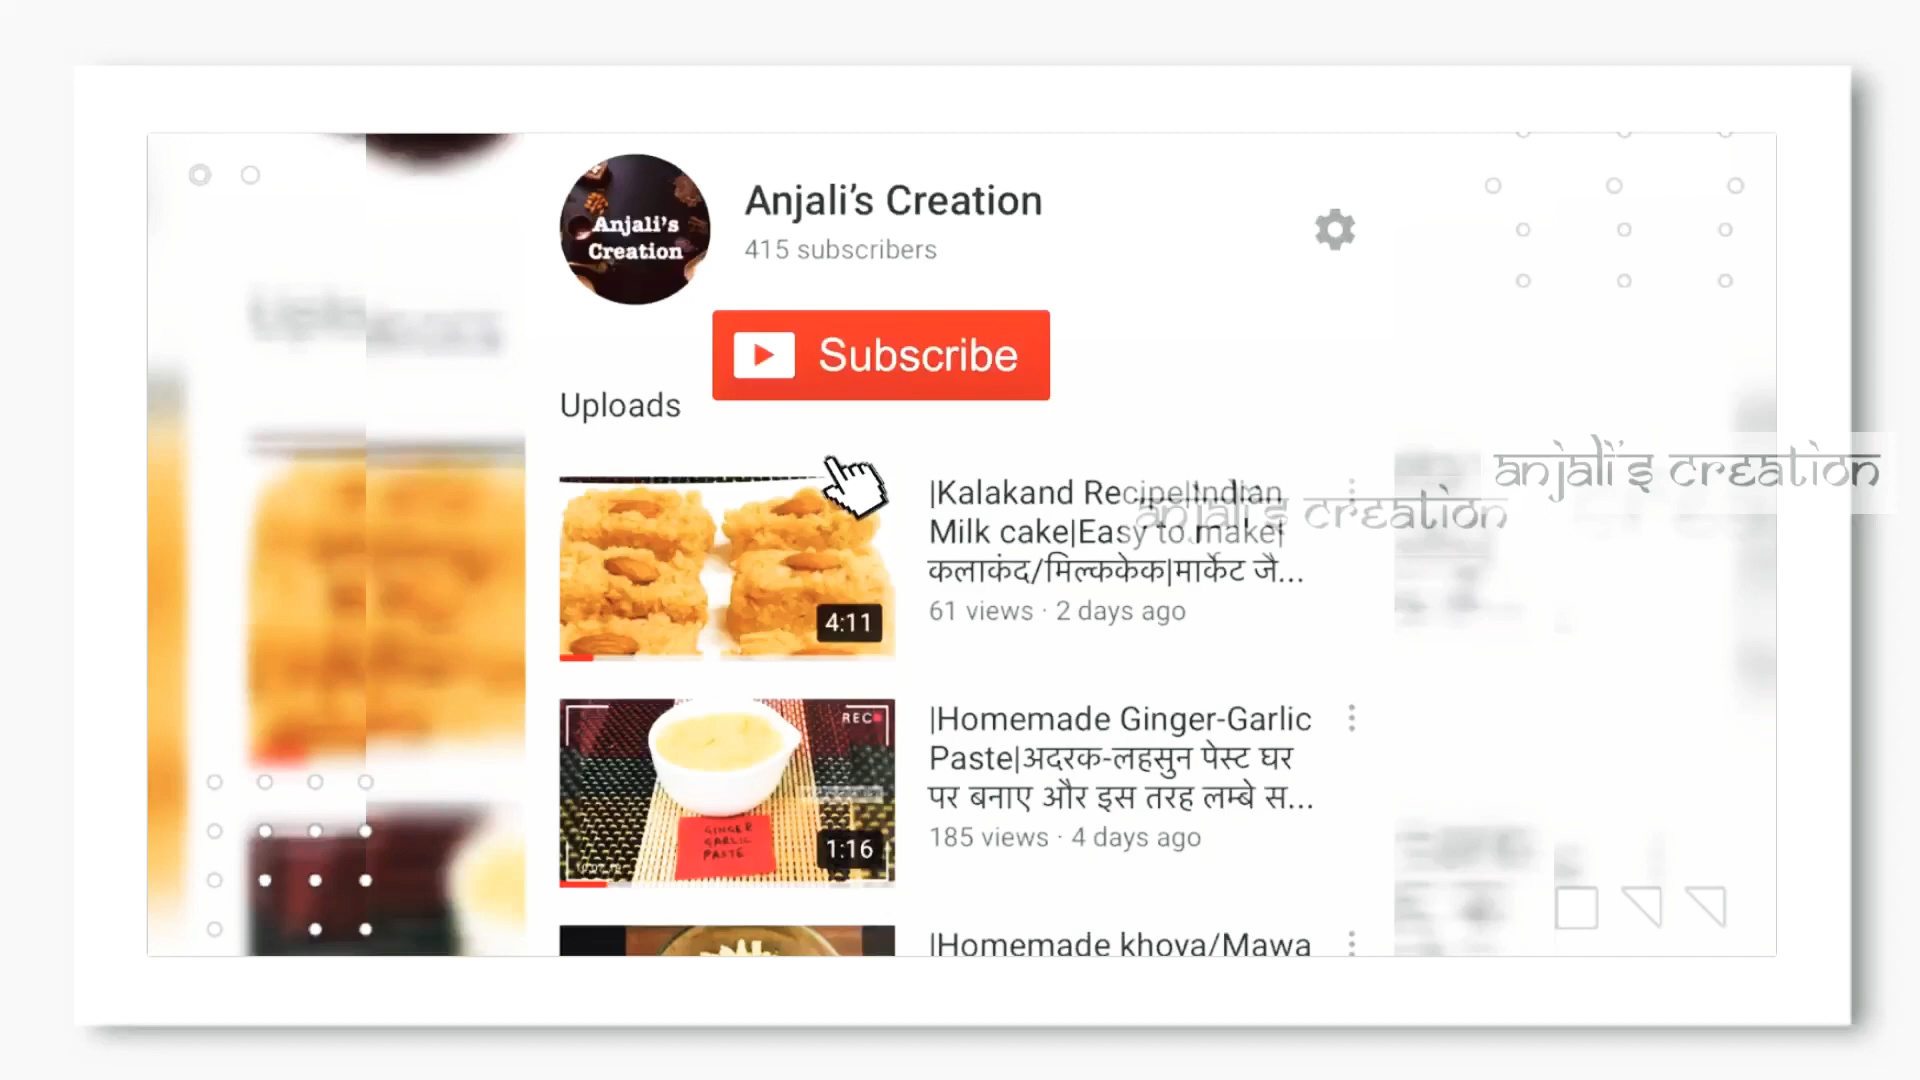 Anjali's
Creation
Anjali’s Creation
415 subscribers
Subscribe
Uploads
anjali's creation
|Kalakand Recipe|Indian
Milk cake|Easy to make|
कलाकंद/मिल्ककेक|मार्केट जै...
61 views · 2 days ago
anjali's creation
4:11
|Homemade Ginger-Garlic
Paste|अदरक-लहसुन पेस्ट घर
पर बनाए और इस तरह लम्बे स...
185 views · 4 days ago
REC
GINGER
GARLIC
PASTE
1:16
|Homemade khoya/Mawa